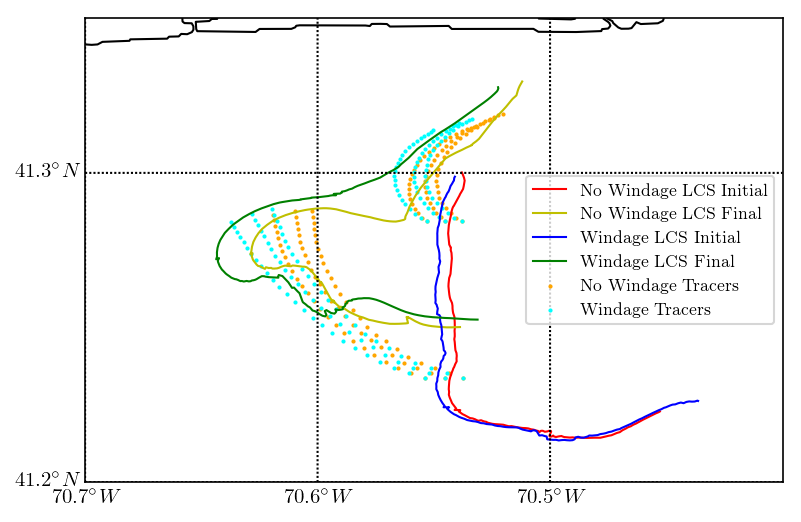 41.3°N
No Windage LCS Initial
No Windage LCS Final
Windage LCS Initial
Windage LCS Final
No Windage Tracers
Windage Tracers
41.2°N
70.7°W 70.6°W 70.5°W